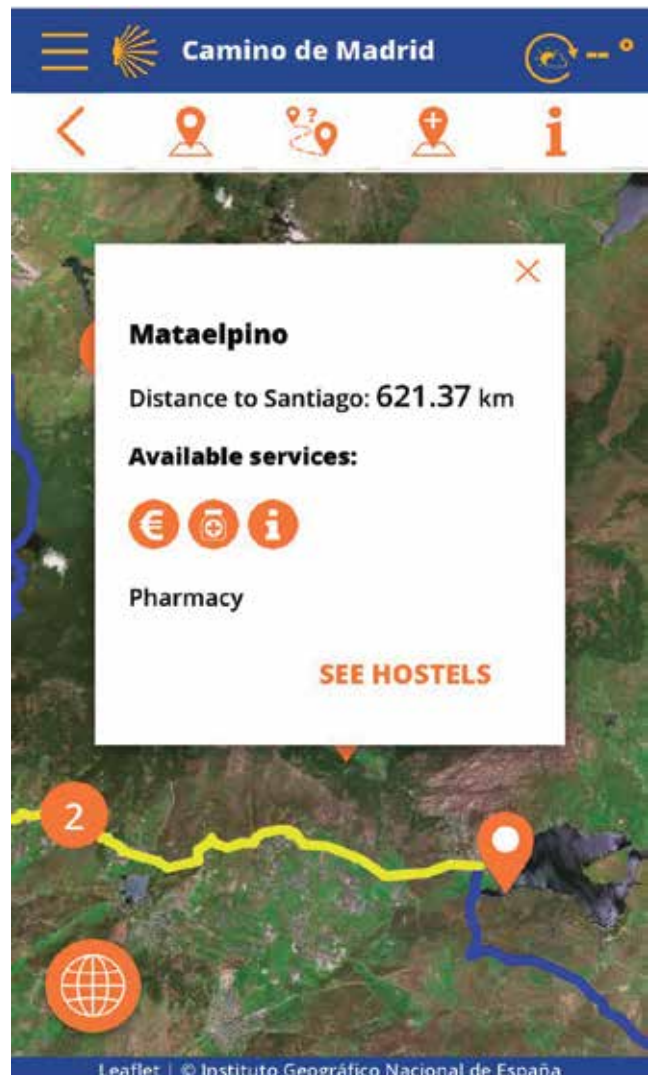 Camino de Madrid
-- °
Mataelpino
Distance to Santiago: 621.37 km
Available services:
Pharmacy
SEE HOSTELS
2
Leaflet | © Instituto Geográfico Nacional de España